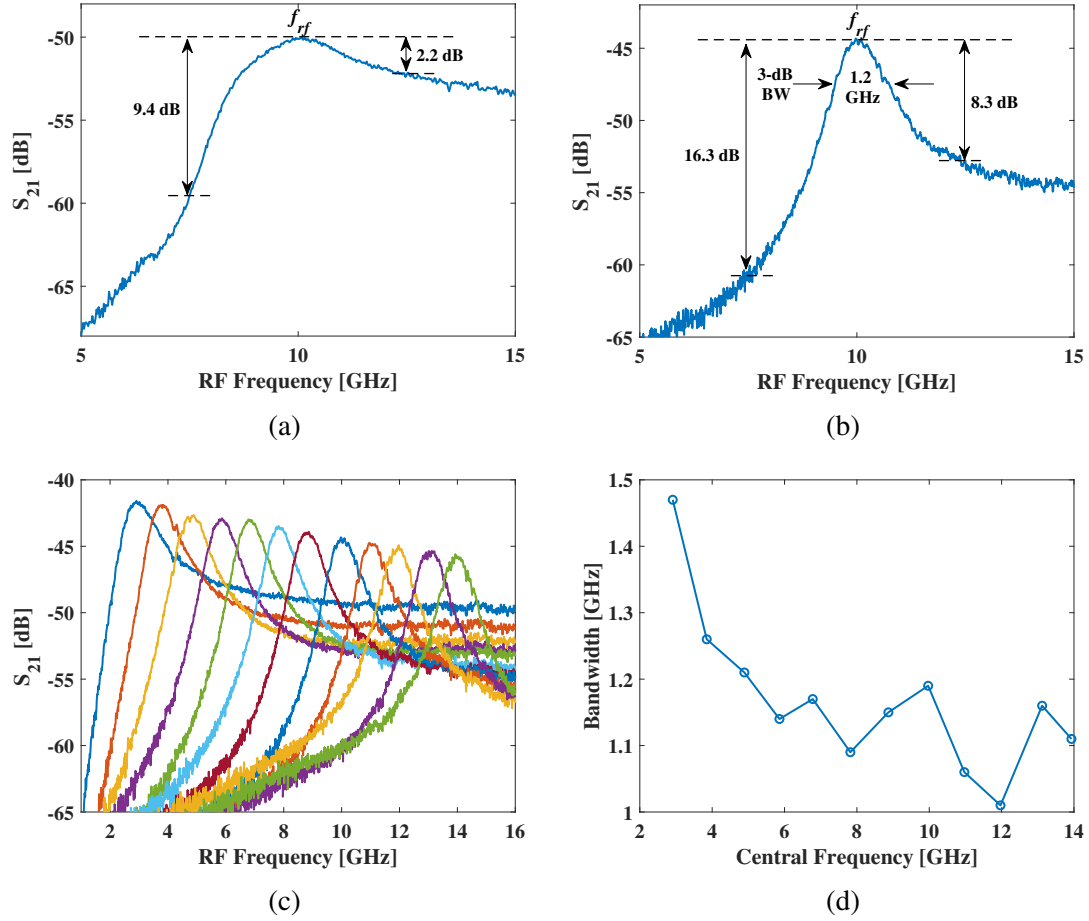 f_rf
-50
-55
-60
-65
S_21 [dB]
9.4 dB
2.2 dB
5
10
15
RF Frequency [GHz]
(a)
f_rf
-45
-50
-55
-60
-65
S_21 [dB]
3-dB
BW
1.2
GHz
16.3 dB
8.3 dB
5
10
15
RF Frequency [GHz]
(b)
-40
-45
-50
-55
-60
-65
S_21 [dB]
2 4 6 8 10 12 14 16
RF Frequency [GHz]
(c)
1.5
1.4
1.3
1.2
1.1
1
Bandwidth [GHz]
2 4 6 8 10 12 14
Central Frequency [GHz]
(d)